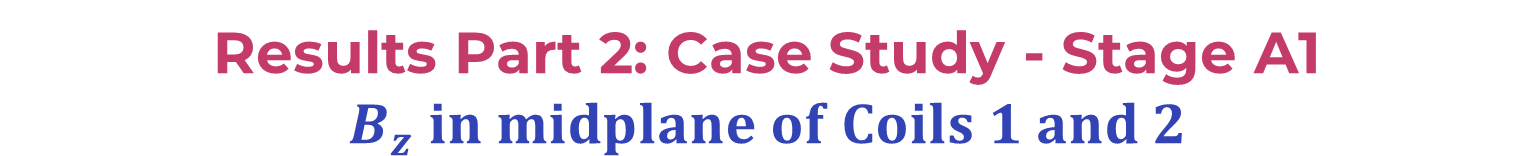 Results Part 2: Case Study - Stage A1
B_z in midplane of Coils 1 and 2